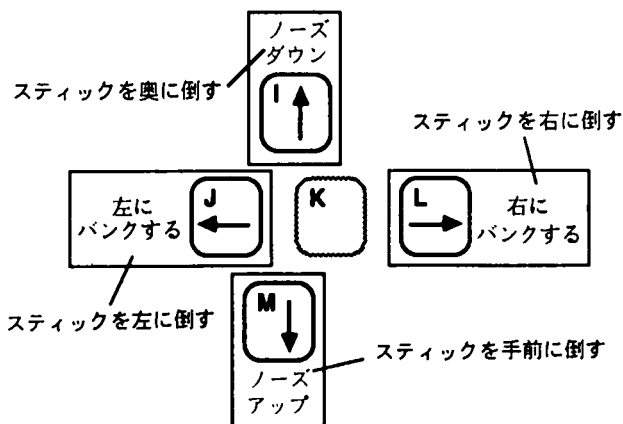 ノーズ
ダウン
I
スティックを奥に倒す
スティックを右に倒す
左に
バンクする
J
K
L
右に
バンクする
スティックを左に倒す
M
スティックを手前に倒す
ノーズ
アップ